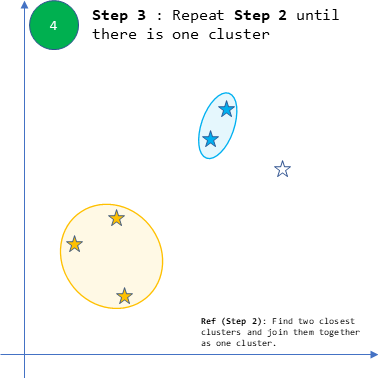 4
Step 3 : Repeat Step 2 until
there is one cluster
Ref (Step 2): Find two closest
clusters and join them together
as one cluster.